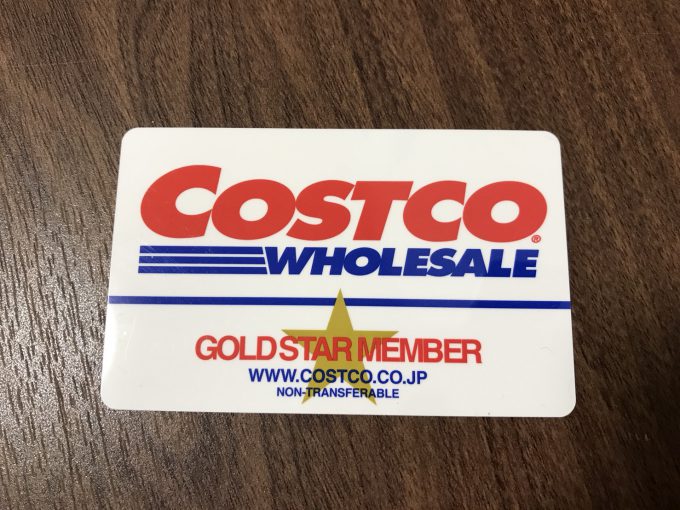 COSTCO®
WHOLESALE
GOLD STAR MEMBER
WWW.COSTCO.CO.JP
NON-TRANSFERABLE